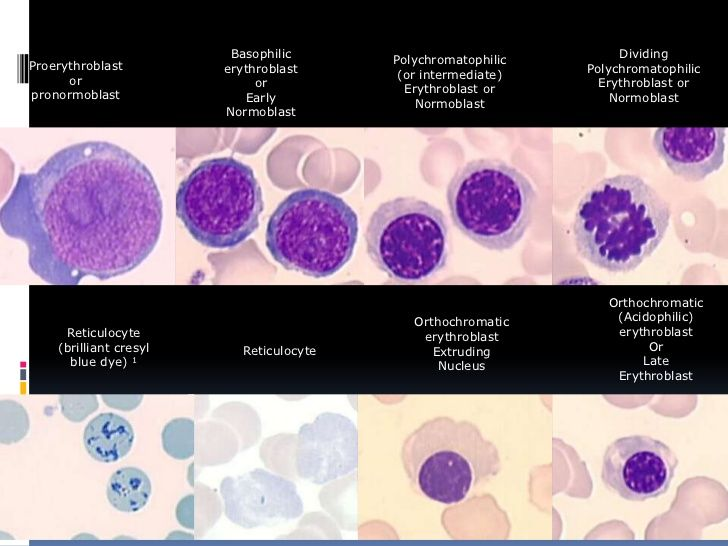 Proerythroblast
or
pronormoblast
Basophilic
erythroblast
or
Early
Normoblast
Polychromatophilic
(or intermediate)
Erythroblast or
Normoblast
Dividing
Polychromatophilic
Erythroblast or
Normoblast
Reticulocyte
(brilliant cresyl
blue dye) ¹
Reticulocyte
Orthochromatic
erythroblast
Extruding
Nucleus
Orthochromatic
(Acidophilic)
erythroblast
Or
Late
Erythroblast